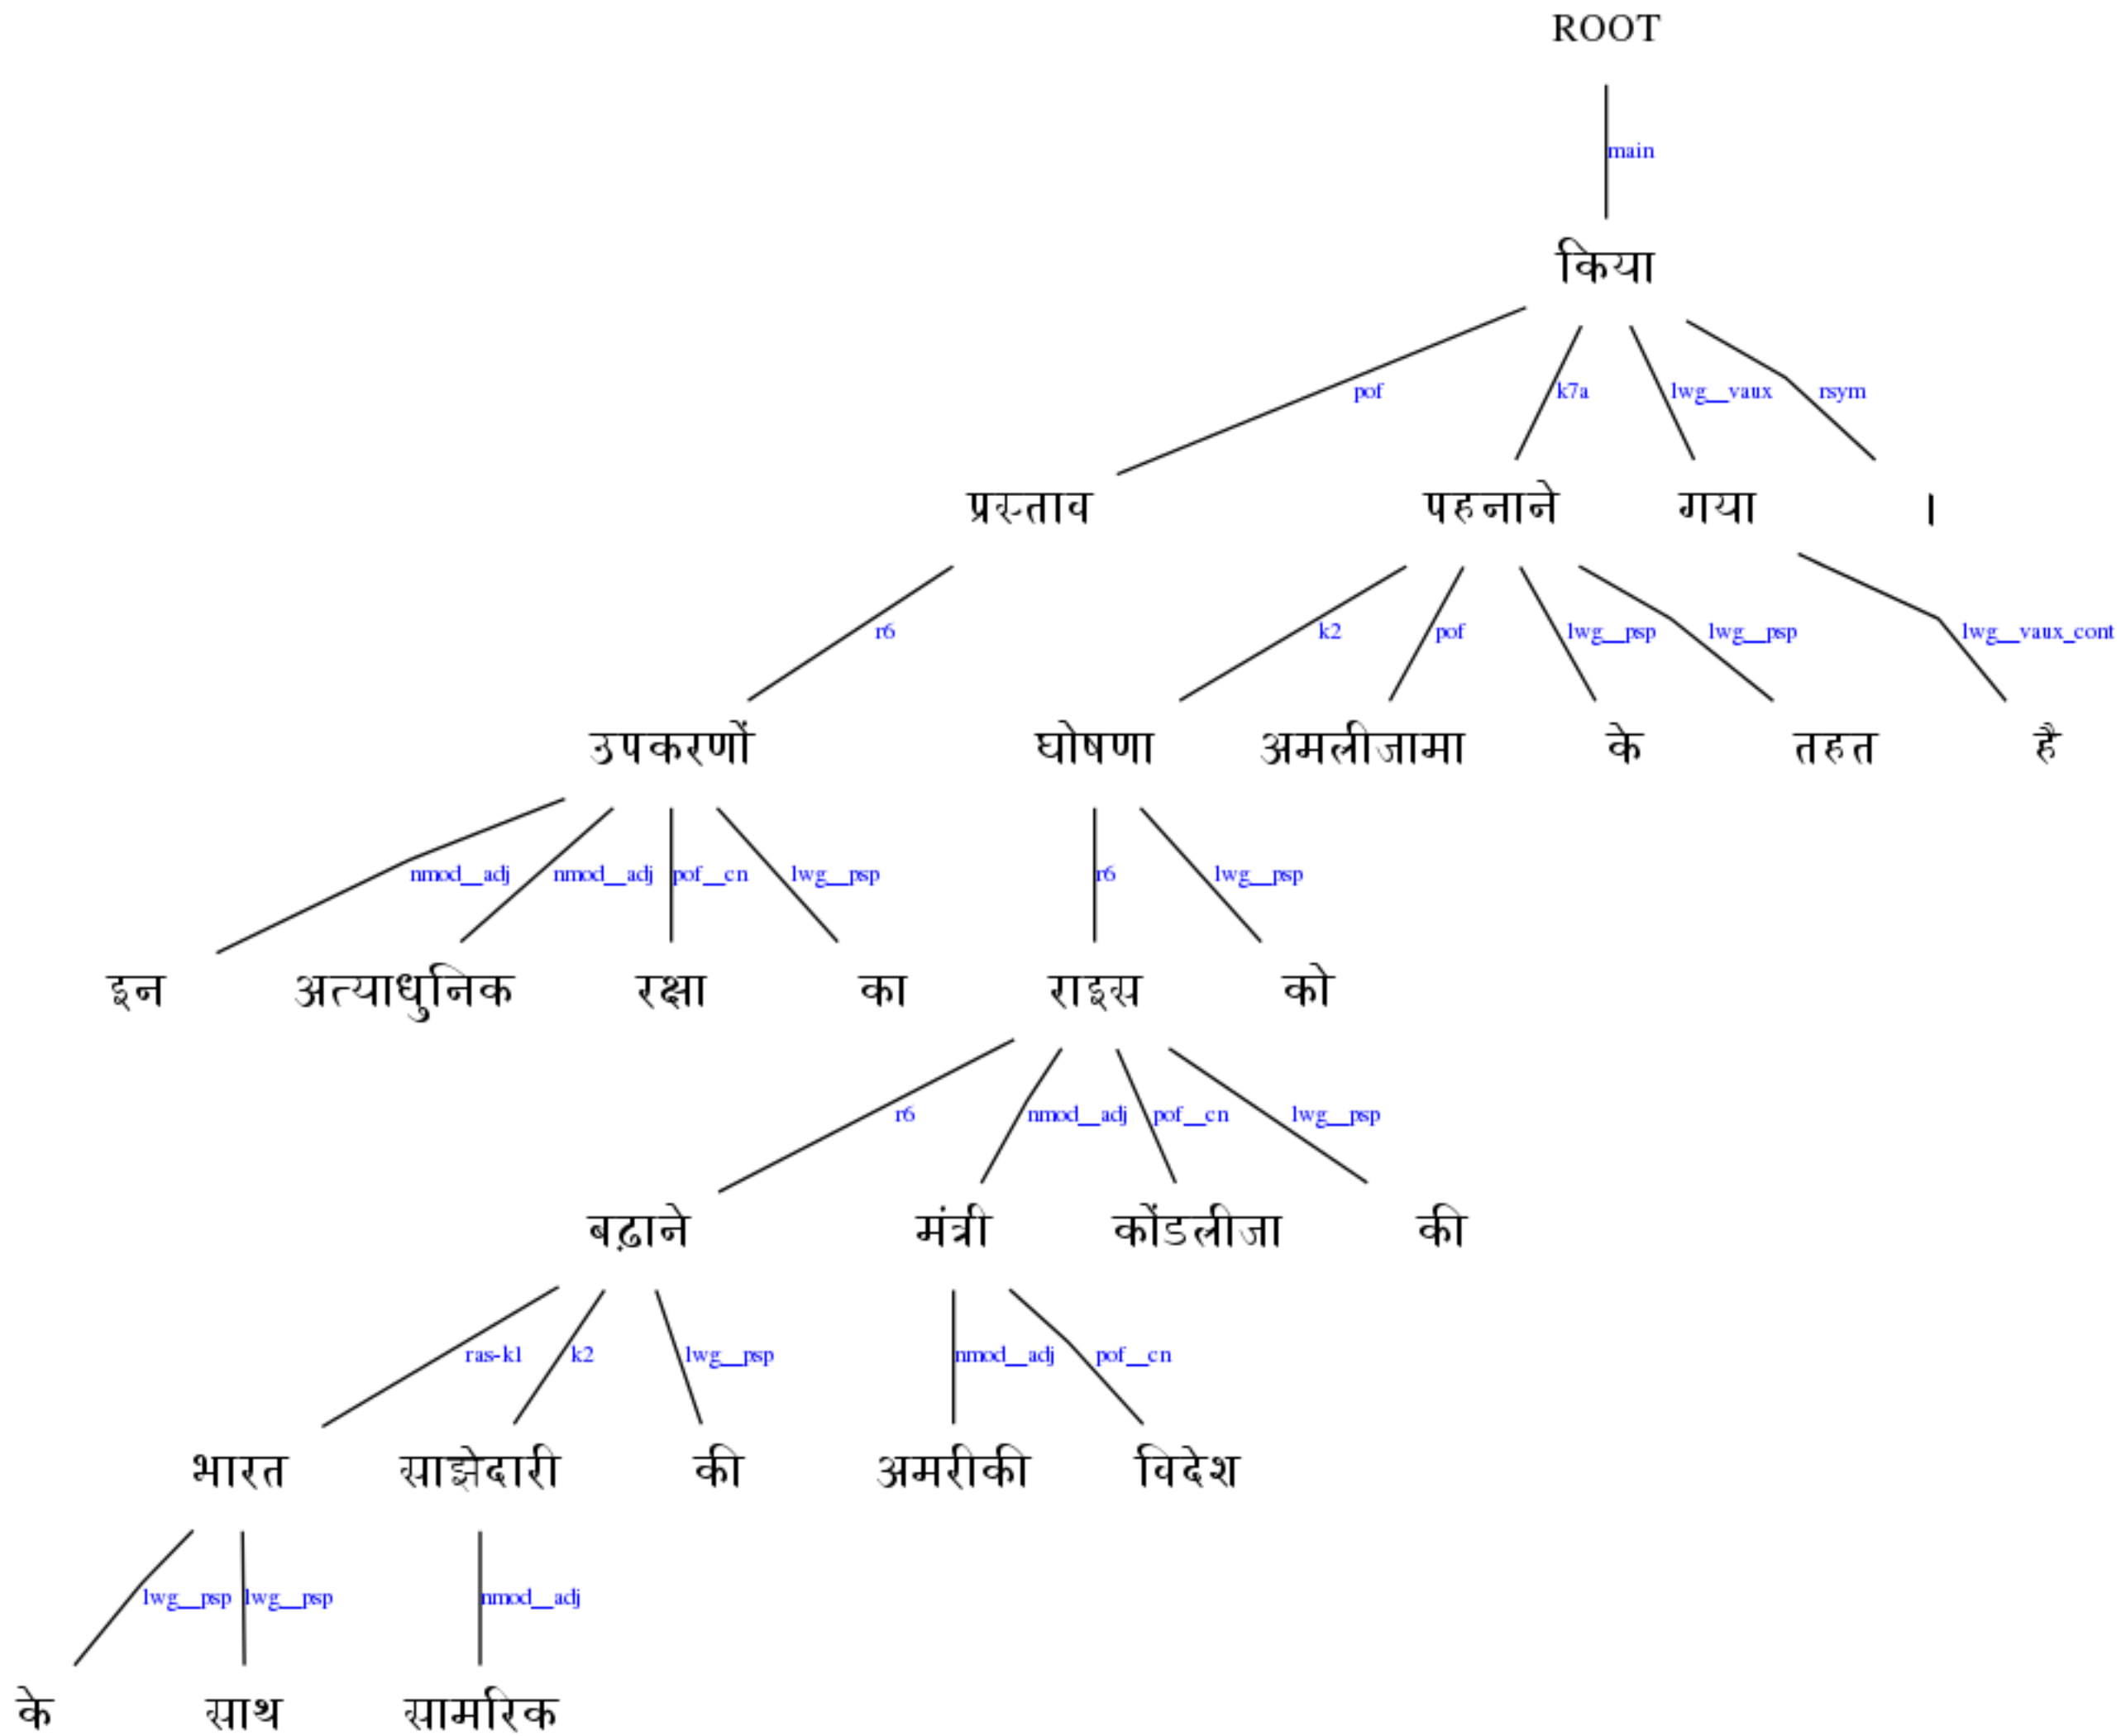 ROOT
main
किया
pof k7a lwg__vaux rsym
प्रस्ताव पहनाने गया ।
r6 k2 pof lwg__psp lwg__psp lwg__vaux_cont
उपकरणों घोषणा अमलीजामा के तहत है
nmod__adj nmod__adj pof__cn lwg__psp r6 lwg__psp
इन अत्याधुनिक रक्षा का राइस को
r6 nmod__adj pof__cn lwg__psp
बढ़ाने मंत्री कोंडलीजा की
ras-k1 k2 lwg__psp nmod__adj pof__cn
भारत साझेदारी की अमरीकी विदेश
lwg__psp lwg__psp nmod__adj
के साथ सामरिक